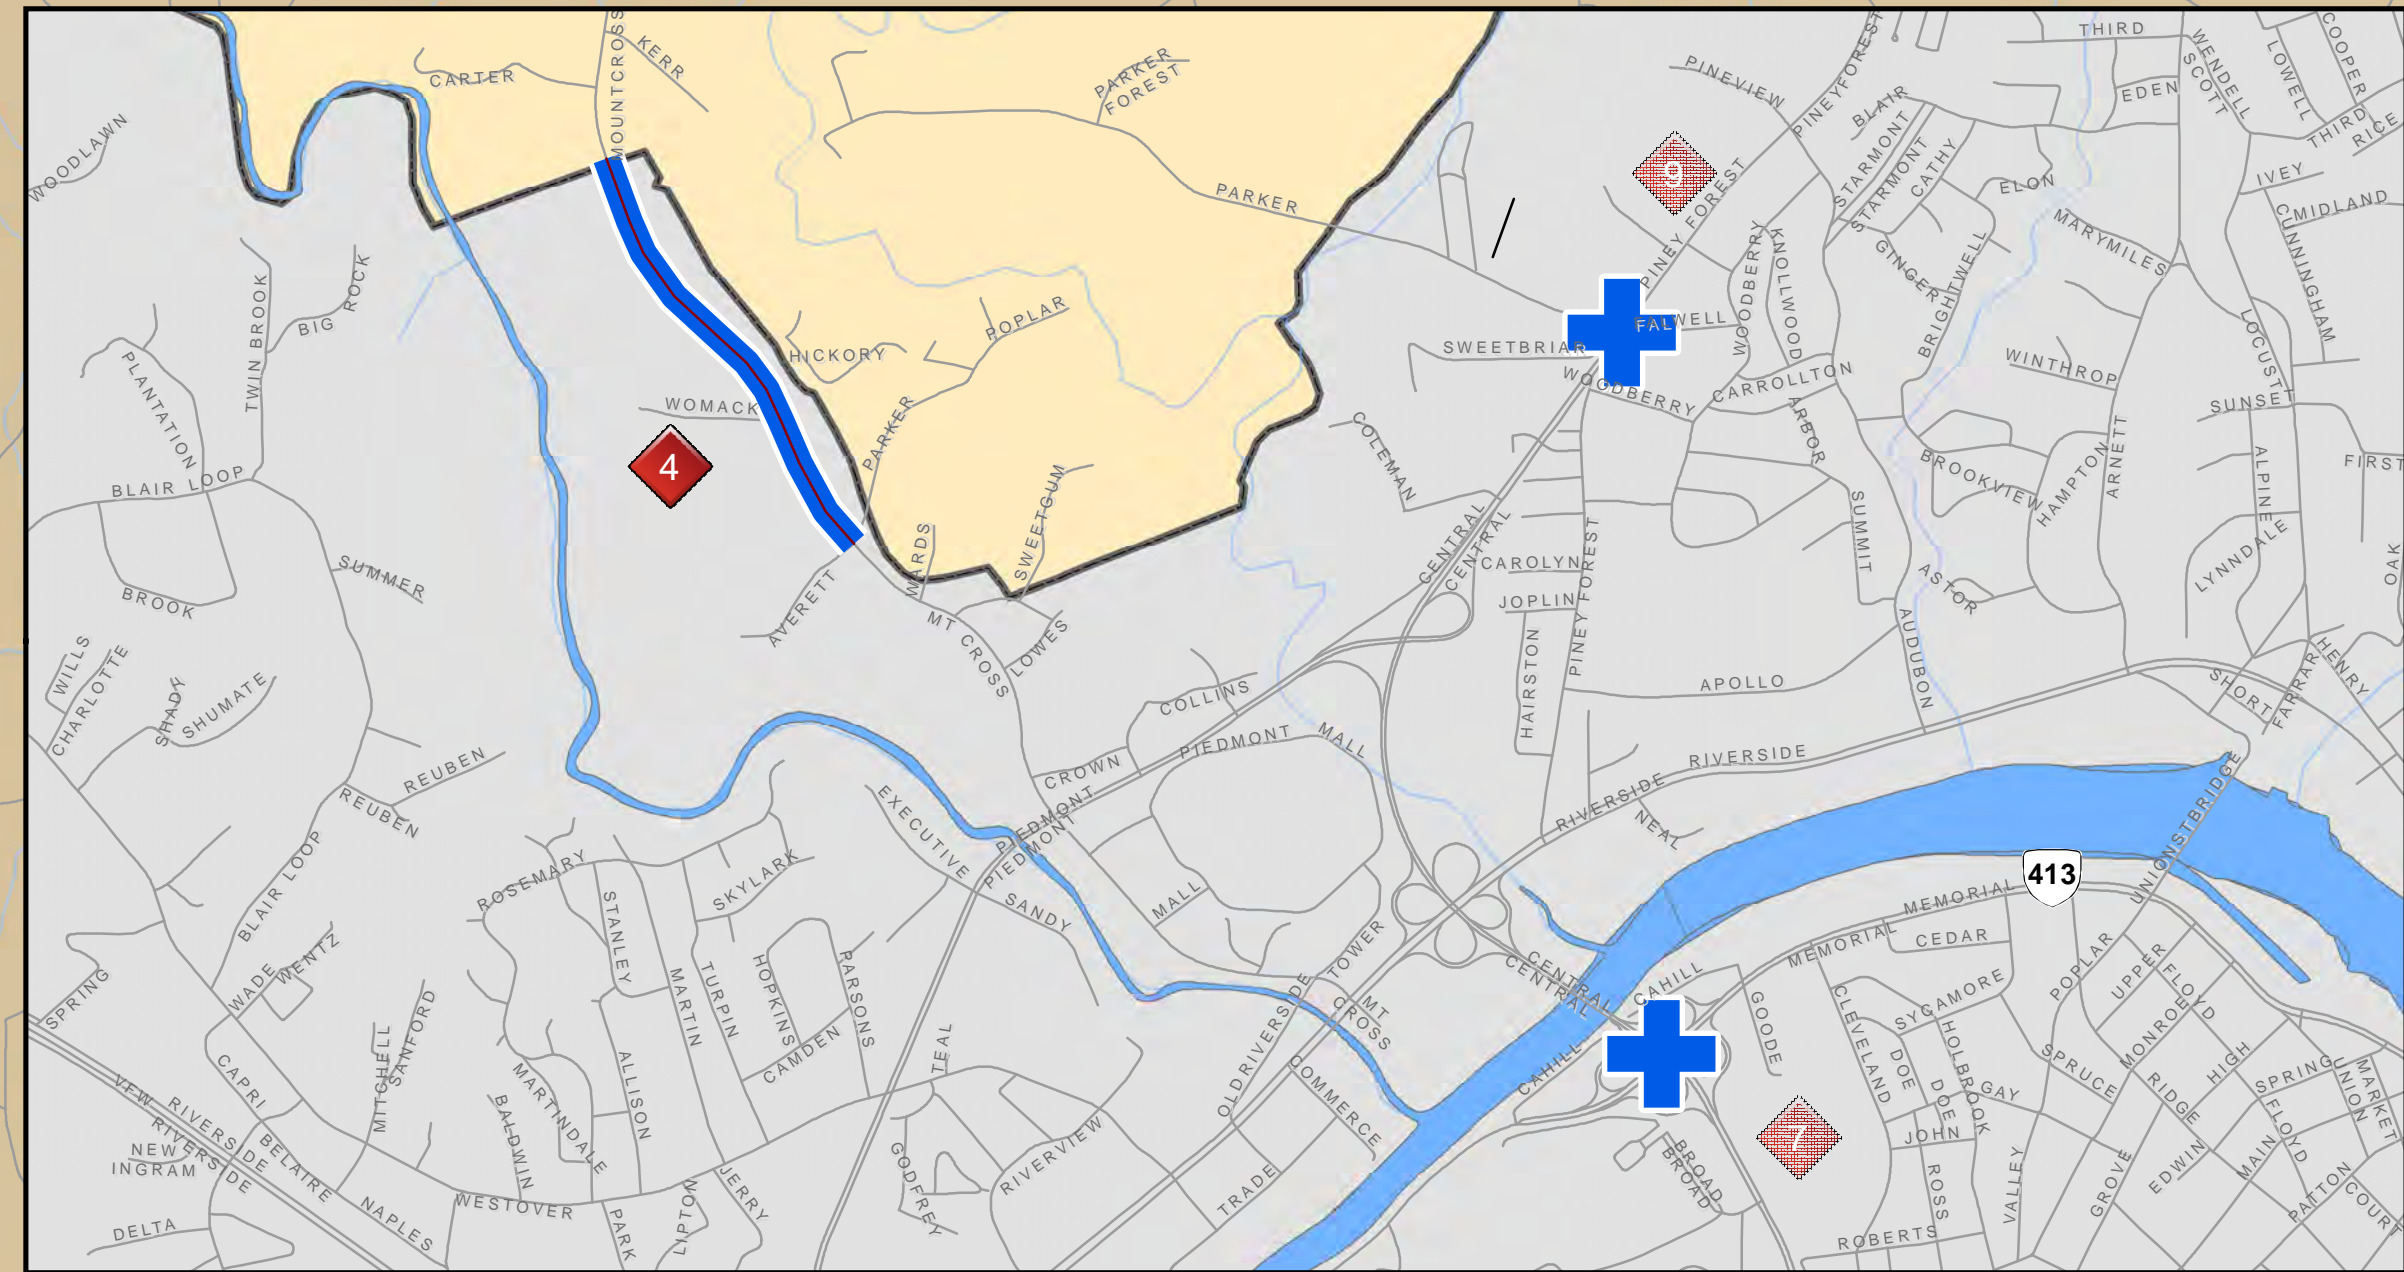 THIRD
WENDELL
SCOTT
LOWELL
COOPER
MOUNTCROSS
KERR
CARTER
PARKER
FOREST
PINEVIEW
PINEYFOREST
BLAIR
EDEN
THIRD
RICE
WOODLAWN
9
STARMONT
STARMONT
CATHY
ELON
IVEY
MIDLAND
CUNNINGHAM
PARKER
PINEY FOREST
MARYMILES
WOODBERRY
KNOLLWOOD
GINGER
BRIGHTWELL
TWIN BROOK
BIG ROCK
POPLAR
HICKORY
FALWELL
SWEETBRIAR
WOODBERRY
CARROLLTON
WINTHROP
LOCUST
PLANTATION
WOMACK
PARKER
COLEMAN
ARBOR
SUNSET
4
BLAIR LOOP
SWEETGUM
BROOKVIEW
HAMPTON
ARNETT
ALPINE
FIRST
SUMMIT
CENTRAL
CENTRAL
CAROLYN
PINEY FOREST
LYNNDALE
OAK
SUMMER
BROOK
WARDS
AVERETT
JOPLIN
ASTOR
MT CROSS
LOWES
HAIRSTON
AUDUBON
HENRY
WILLS
CHARLOTTE
SHADY
SHUMATE
COLLINS
APOLLO
SHORT
FARRAR
REUBEN
REUBEN
CROWN
PIEDMONT
MALL
RIVERSIDE
RIVERSIDE
NEAL
UNIONSTBRIDGE
EXECUTIVE
PIEDMONT
PIEDMONT
BLAIR LOOP
ROSEMARY
SKYLARK
STANLEY
SANDY
MALL
413
MEMORIAL
MEMORIAL
CEDAR
WADE
WENTZ
SPRING
MARTIN
TURPIN
HOPKINS
PARSONS
TOWER
CENTRAL
CENTRAL
CAHILL
GOODE
POPLAR
UPPER
FLOYD
SANFORD
MITCHELL
CAMDEN
TEAL
OLDRIVERSIDE
MT
CROSS
CAHILL
CLEVELAND
SYCAMORE
HOLBROOK
DOE
DOE
GAY
SPRUCE
MONROE
HIGH
SPRING
UNION
MARKET
CAPRI
VFW
RIVERSIDE
RIVERSIDE
NEW
INGRAM
BELAIRE
NAPLES
DELTA
BALDWIN
MARTINDALE
ALLISON
WESTOVER
PARK
LIPTON
JERRY
GODFREY
RIVERVIEW
COMMERCE
TRADE
7
BROAD
BROAD
JOHN
ROSS
ROBERTS
VALLEY
GROVE
RIDGE
EDWIN
MAIN
FLOYD
PATTON
COURT